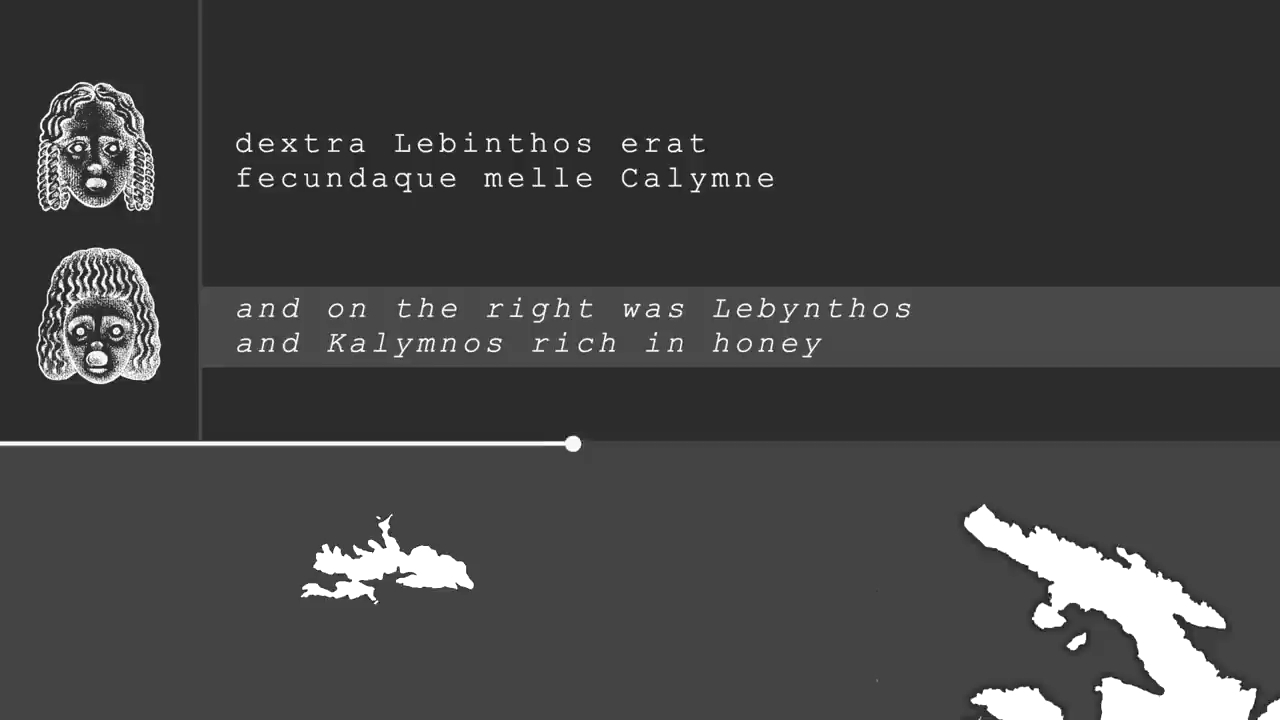 dextra Lebinthos erat
fecundaque melle Calymne
and on the right was Lebynthos
and Kalymnos rich in honey